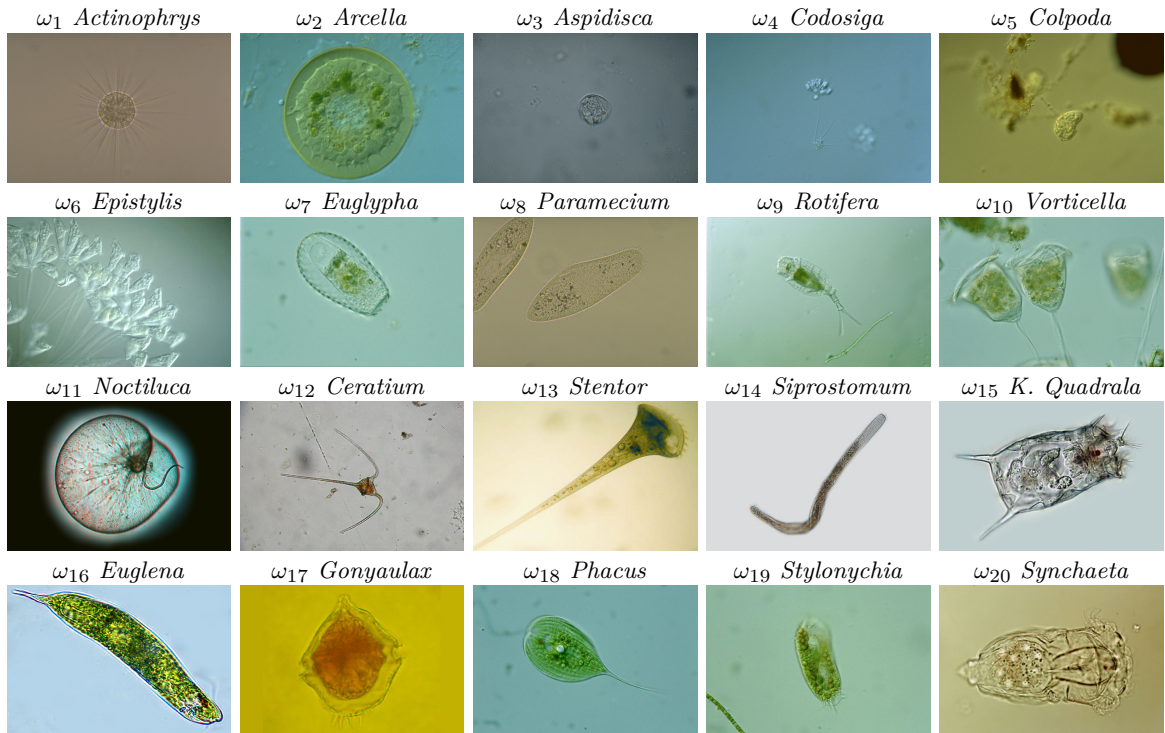 ω1 Actinophrys
ω2 Arcella
ω3 Aspidisca
ω4 Codosiga
ω5 Colpoda
ω6 Epistylis
ω7 Euglypha
ω8 Paramecium
ω9 Rotifera
ω10 Vorticella
ω11 Noctiluca
ω12 Ceratium
ω13 Stentor
ω14 Siprostomum
ω15 K. Quadrala
ω16 Euglena
ω17 Gonyaulax
ω18 Phacus
ω19 Stylonychia
ω20 Synchaeta